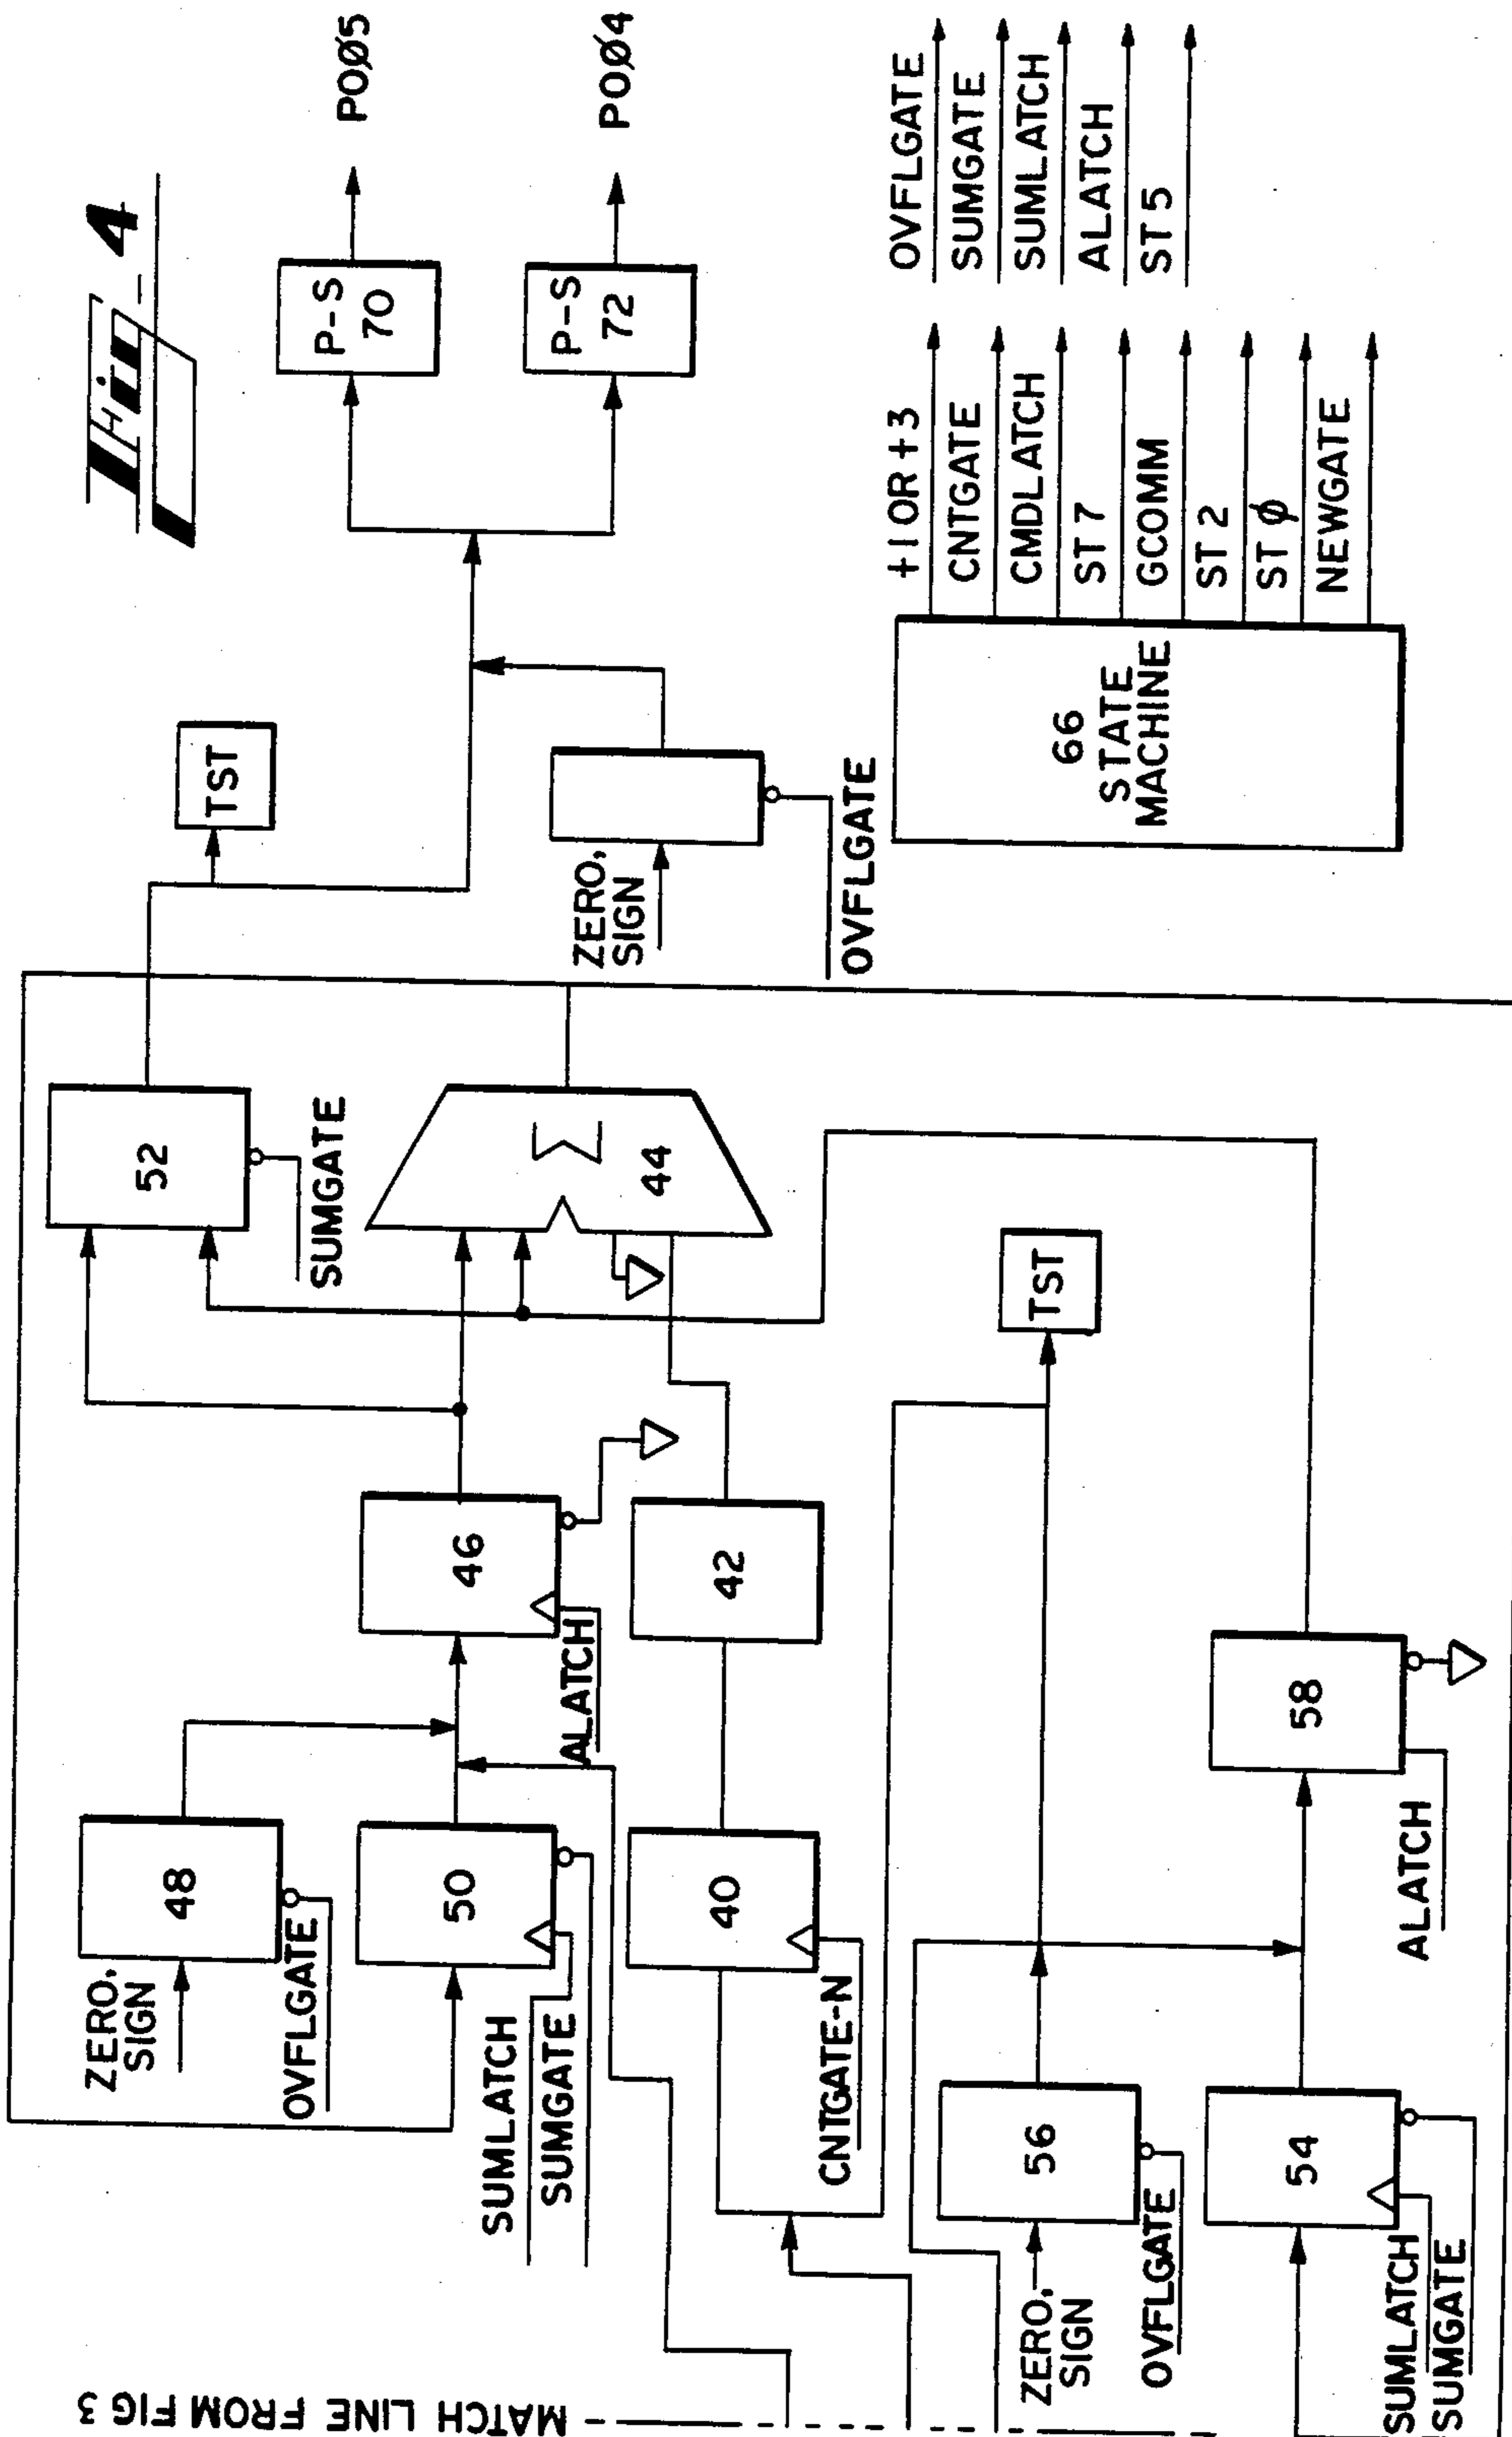 Fig. 4
MATCH LINE FROM FIG 3
ZERO,
SIGN
48
OVFLGATE
50
SUMLATCH
SUMGATE
46
ALATCH
40
CNTGATE-N
42
52
SUMGATE
Σ
44
TST
ZERO,
SIGN
OVFLGATE
P-S
70
POØ5
P-S
72
POØ4
ZERO,
SIGN
56
OVFLGATE
TST
54
SUMLATCH
SUMGATE
58
ALATCH
66
STATE
MACHINE
+1 OR +3
CNTGATE
CMDLATCH
ST 7
GCOMM
ST 2
ST Ø
NEWGATE
OVFLGATE
SUMGATE
SUMLATCH
ALATCH
ST 5